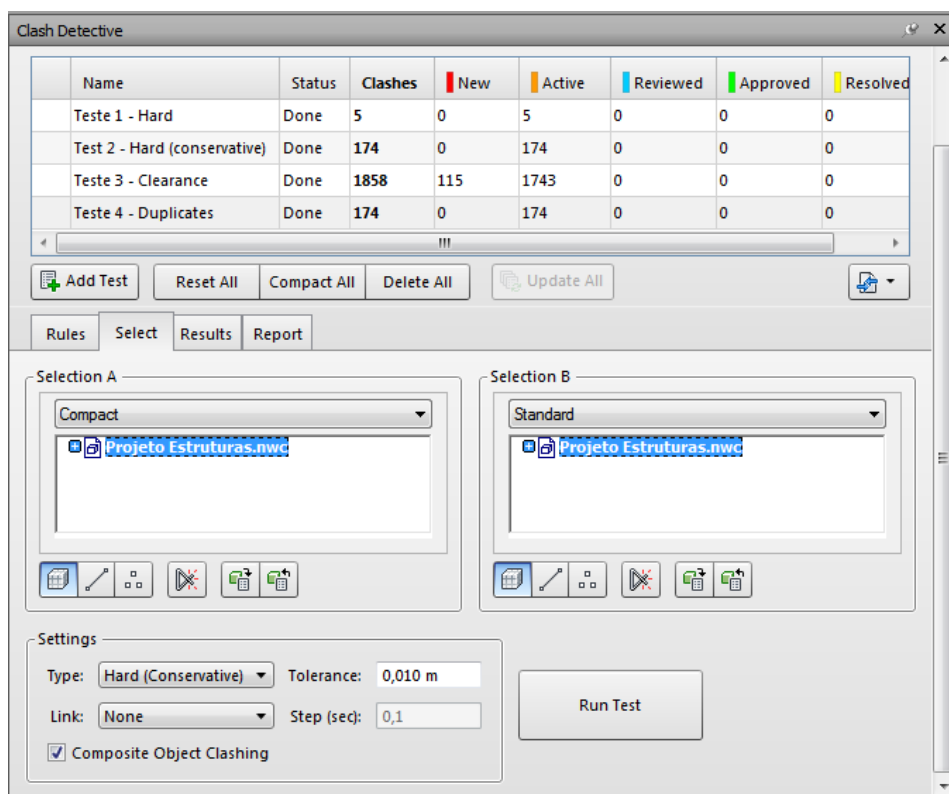 Clash Detective
Name Status Clashes New Active Reviewed Approved Resolved
Teste 1 - Hard Done 5 0 5 0 0 0
Test 2 - Hard (conservative) Done 174 0 174 0 0 0
Teste 3 - Clearance Done 1858 115 1743 0 0 0
Teste 4 - Duplicates Done 174 0 174 0 0 0
Add Test Reset All Compact All Delete All Update All
Rules Select Results Report
Selection A Selection B
Compact Standard
Projeto Estruturas.nwc Projeto Estruturas.nwc
Settings
Type: Hard (Conservative) Tolerance: 0,010 m
Run Test
Link: None Step (sec): 0,1
Composite Object Clashing